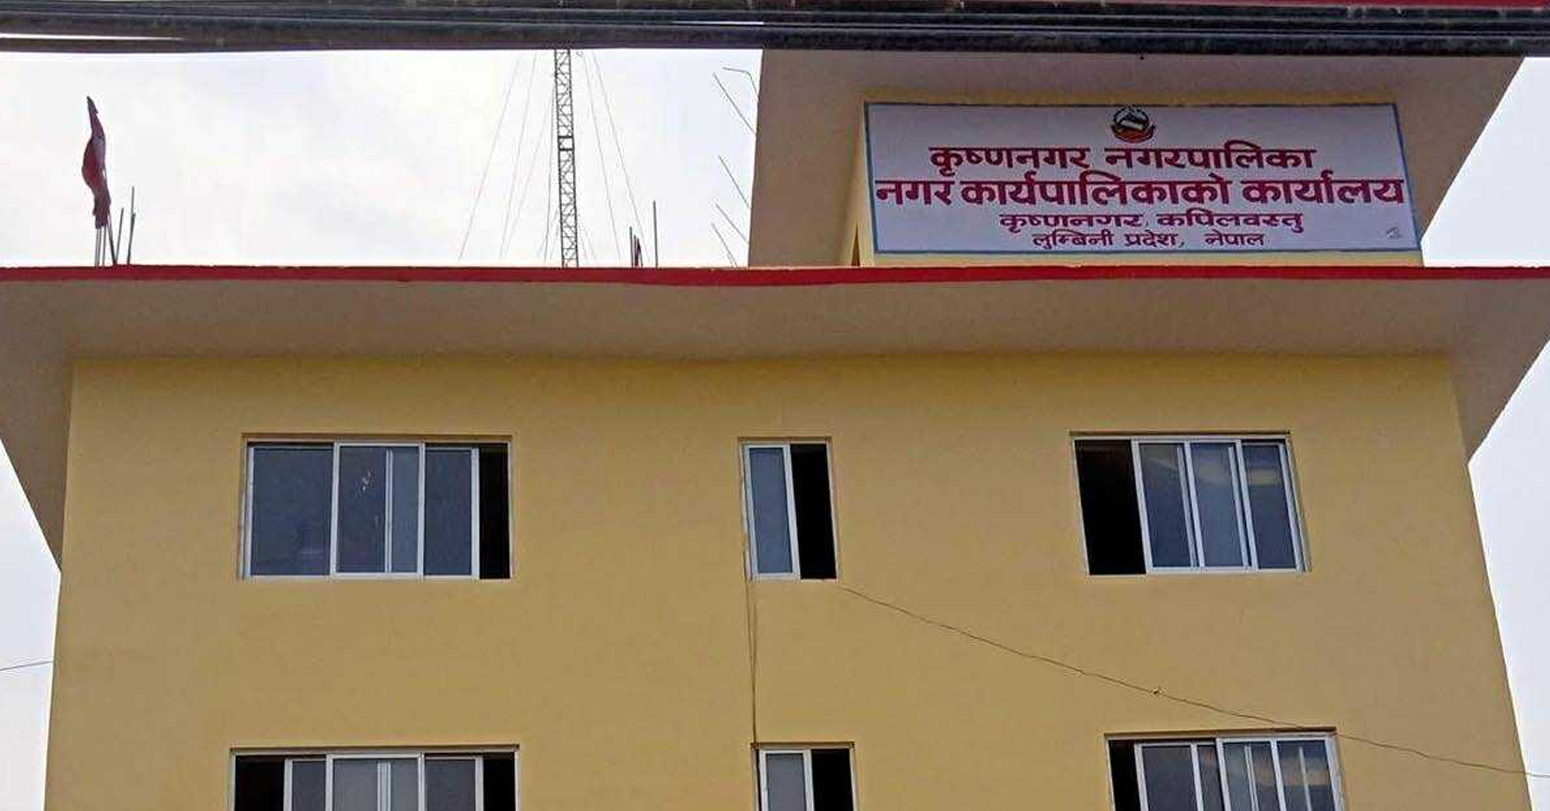 कृष्णनगर नगरपालिका
नगर कार्यपालिकाको कार्यालय
कृष्णनगर, कपिलवस्तु
लुम्बिनी प्रदेश, नेपाल